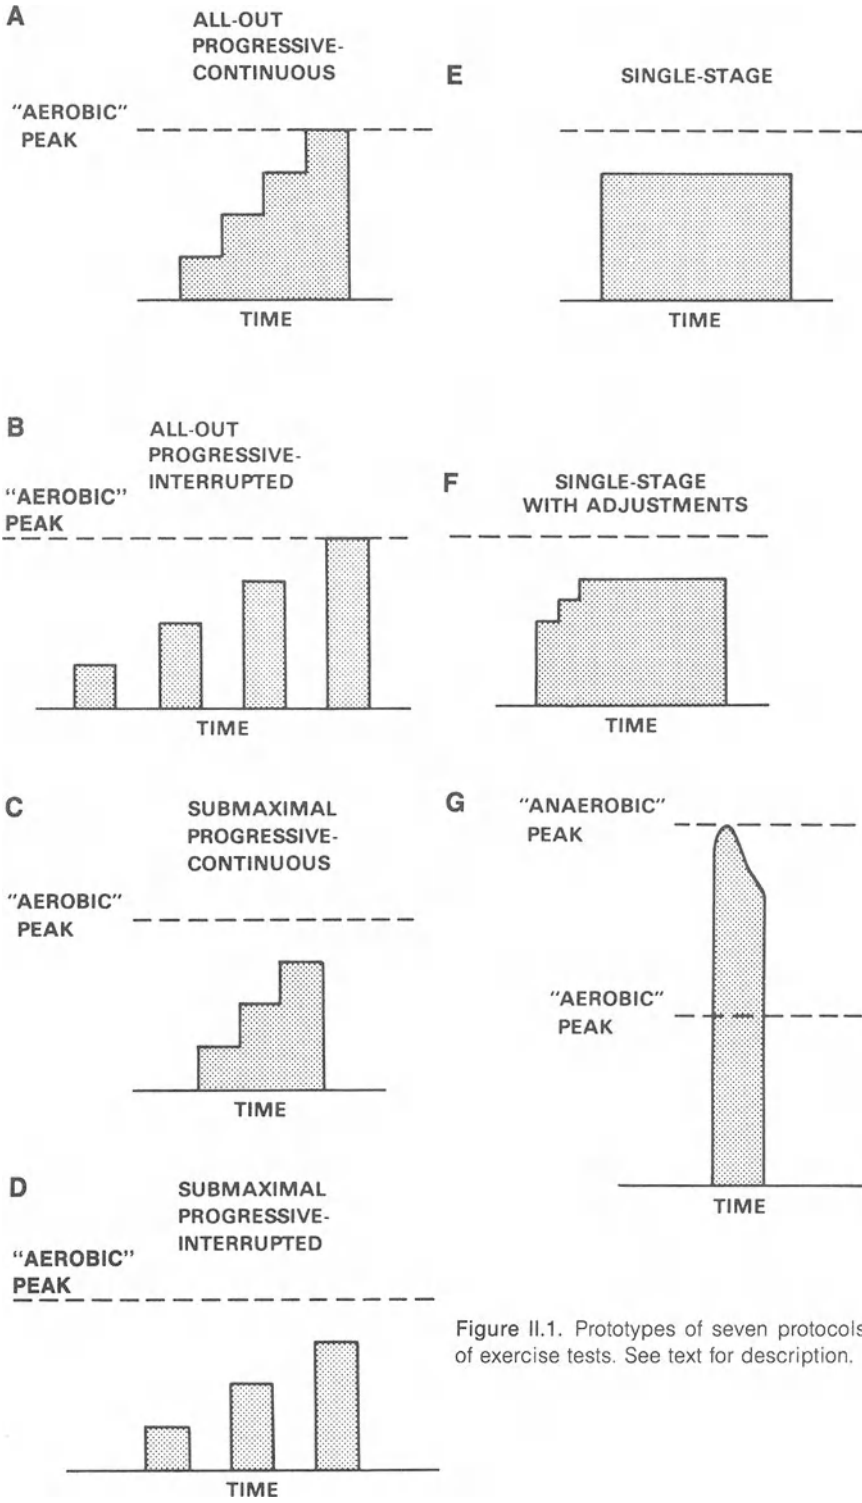 A
ALL-OUT
PROGRESSIVE-
CONTINUOUS
"AEROBIC"
PEAK
TIME
B
ALL-OUT
PROGRESSIVE-
INTERRUPTED
"AEROBIC"
PEAK
TIME
C
SUBMAXIMAL
PROGRESSIVE-
CONTINUOUS
"AEROBIC"
PEAK
TIME
D
SUBMAXIMAL
PROGRESSIVE-
INTERRUPTED
"AEROBIC"
PEAK
TIME
E
SINGLE-STAGE
TIME
F
SINGLE-STAGE
WITH ADJUSTMENTS
TIME
G
"ANAEROBIC"
PEAK
"AEROBIC"
PEAK
TIME
Figure II.1. Prototypes of seven protocols
of exercise tests. See text for description.